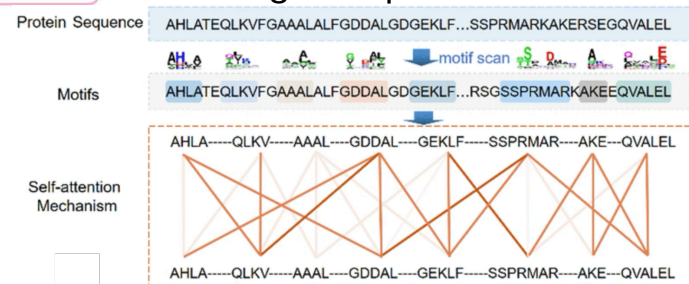 Protein Sequence AHLATEQLKVFGAAALALFGDDALGDGEKLF...SSPRMARKAKERSEGQVALEL
motif scan
Motifs AHLATEQLKVFGAAALALFGDDALGDGEKLF...RSGSSPRMARKAKEEQVALEL
AHLA----QLKV----AAAL----GDDAL----GEKLF----SSPRMAR----AKE---QVALEL
Self-attention
Mechanism
AHLA----QLKV----AAAL----GDDAL----GEKLF----SSPRMAR----AKE---QVALEL